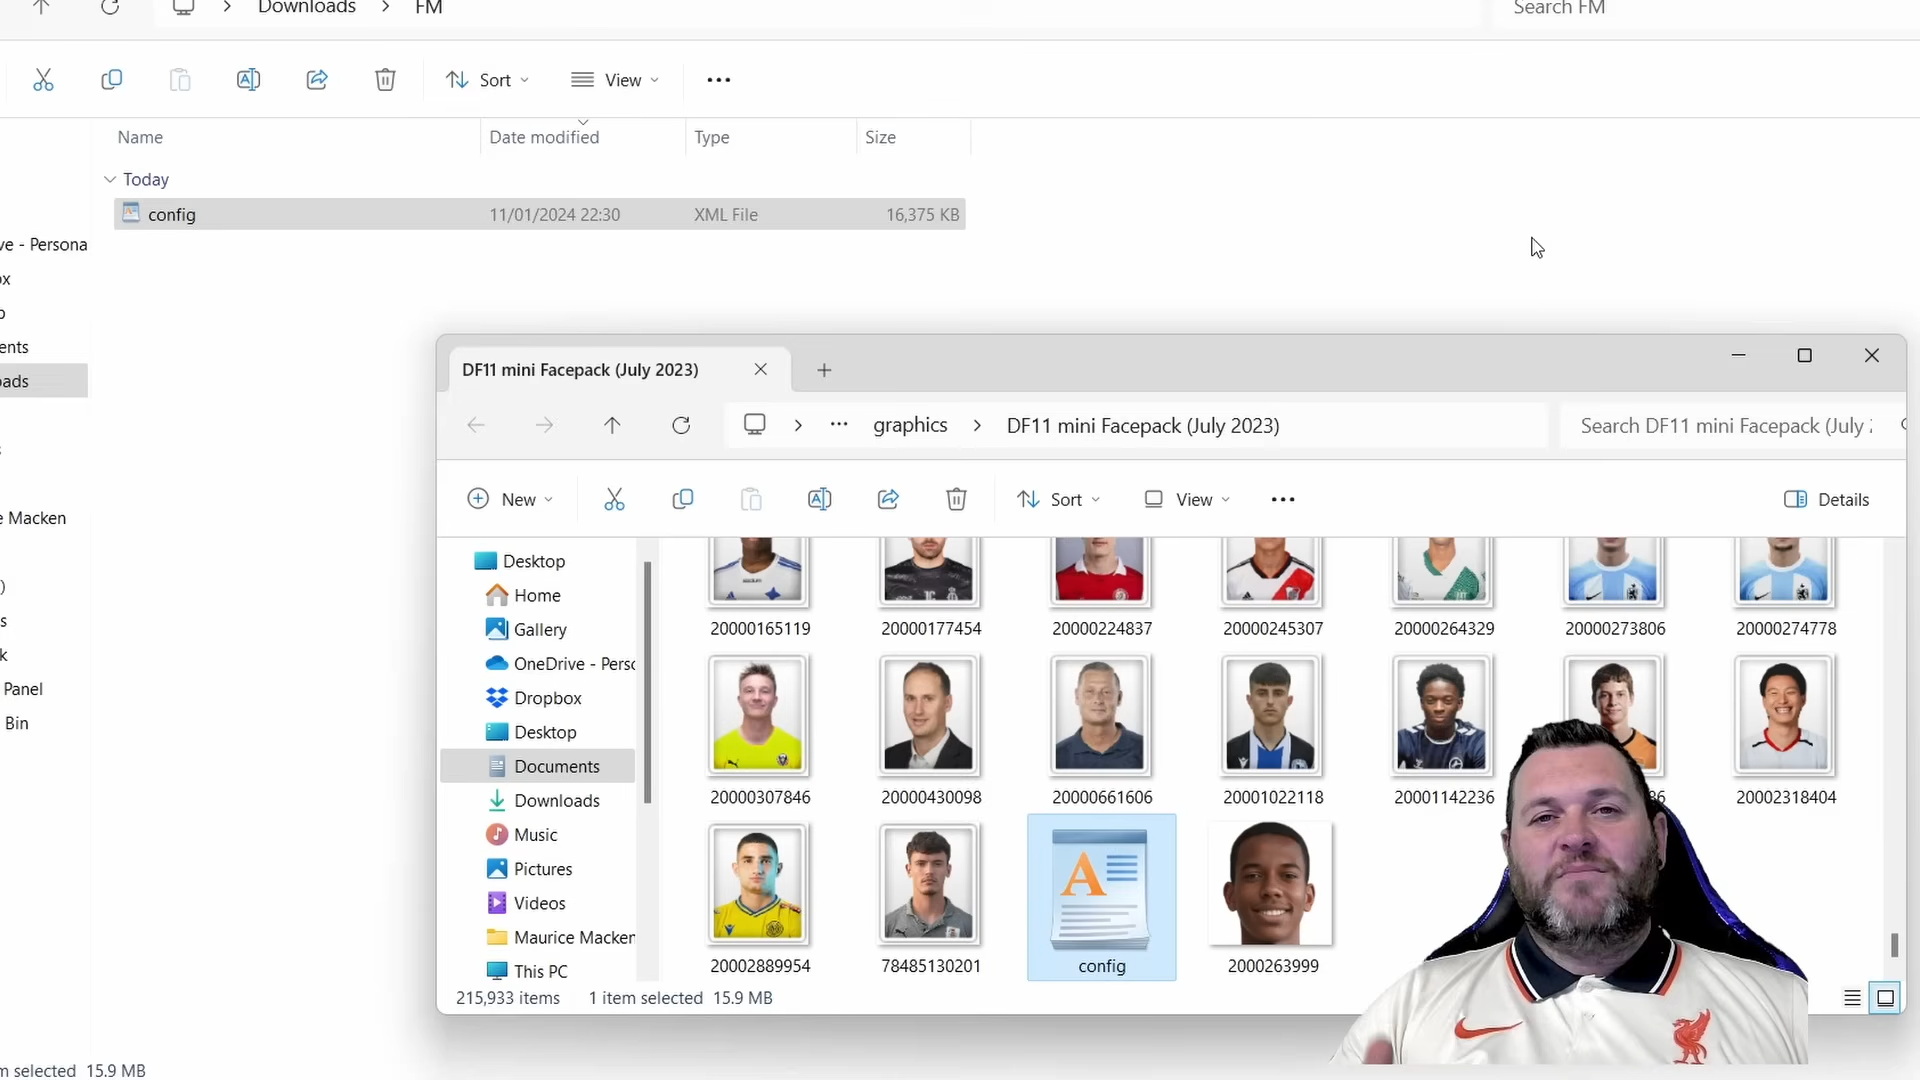 Downloads > FM
Search FM
Sort
View
Name
Date modified
Type
Size
Today
config
11/01/2024 22:30
XML File
16,375 KB
ve - Persona
ox
p
ents
oads
s
e Macken
)
s
k
Panel
Bin
m selected 15.9 MB
DF11 mini Facepack (July 2023)
graphics > DF11 mini Facepack (July 2023)
Search DF11 mini Facepack (July
New
Sort
View
Details
Desktop
Home
Gallery
OneDrive - Perso
Dropbox
Desktop
Documents
Downloads
Music
Pictures
Videos
Maurice Macken
This PC
20000165119
20000177454
20000224837
20000245307
20000264329
20000273806
20000274778
20000307846
20000430098
20000661606
20001022118
20001142236
86
20002318404
20002889954
78485130201
config
2000263999
215,933 items
1 item selected 15.9 MB